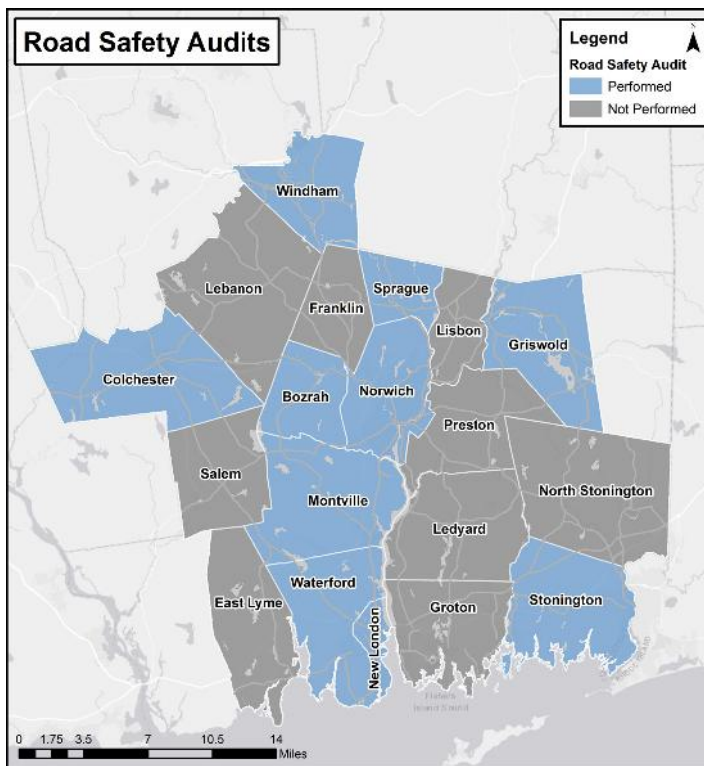 Road Safety Audits
Legend
Road Safety Audit
Performed
Not Performed
Windham
Lebanon
Franklin
Sprague
Lisbon
Griswold
Colchester
Bozrah
Norwich
Preston
Salem
Montville
North Stonington
Ledyard
Waterford
East Lyme
New London
Groton
Stonington
Island Sound
0 1.75 3.5 7 10.5 14
Miles